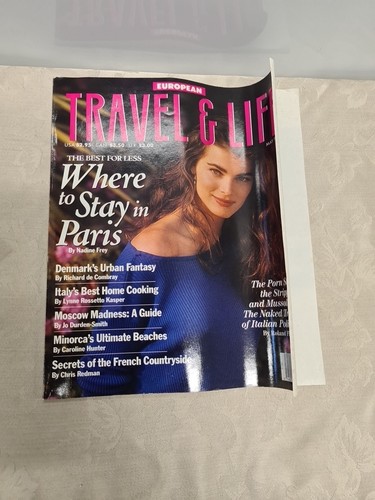 EUROPEAN
TRAVEL & LIFE
THE BEST FOR LESS
Where
to Stay in
Paris
By Nadine Frey
Denmark's Urban Fantasy
By Richard de Combray
Italy's Best Home Cooking
By Lynne Rossetto Kasper
Moscow Madness: A Guide
By Jo Durden-Smith
Minorca's Ultimate Beaches
By Caroline Hunter
Secrets of the French Countryside
By Chris Redman
The Porn
the Strip
and Musso
The Naked
of Italian